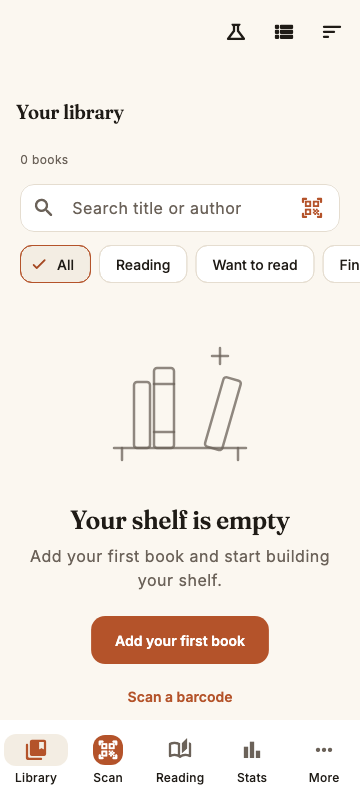 Your library
0 books
Search title or author
All
Reading
Want to read
Fin
Your shelf is empty
Add your first book and start building
your shelf.
Add your first book
Scan a barcode
Library
Scan
Reading
Stats
More